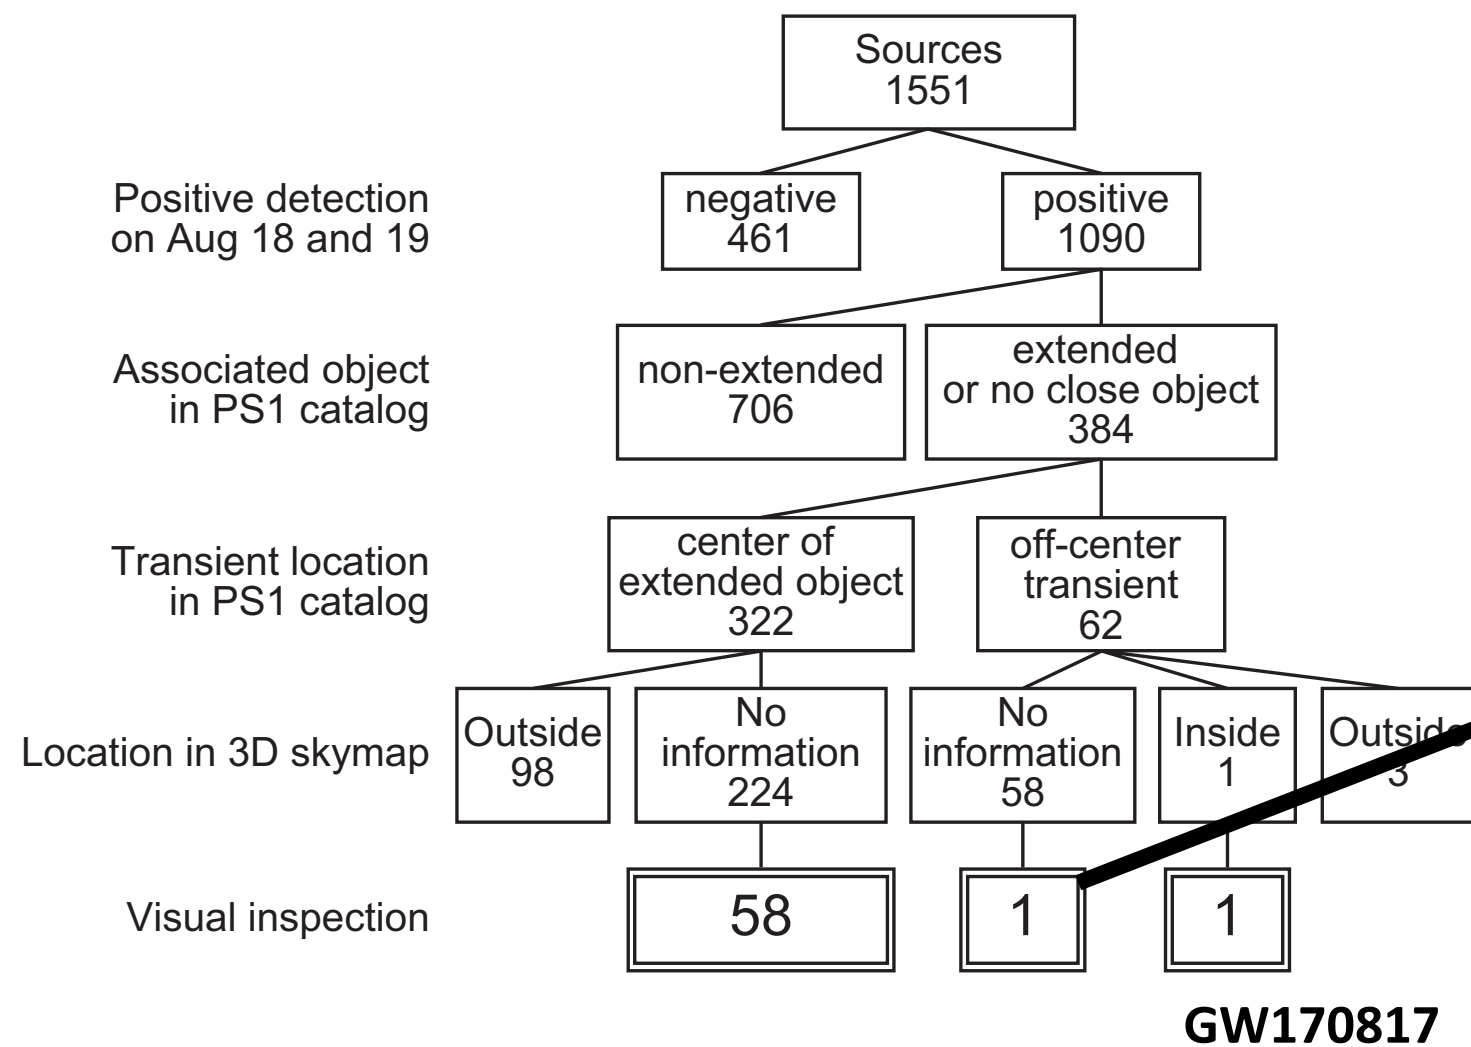 Sources
1551
Positive detection
on Aug 18 and 19
negative
461
positive
1090
Associated object
in PS1 catalog
non-extended
706
extended
or no close object
384
Transient location
in PS1 catalog
center of
extended object
322
off-center
transient
62
Location in 3D skymap
Outside
98
No
information
224
No
information
58
Inside
1
Outside
3
Visual inspection
58
1
1
GW170817